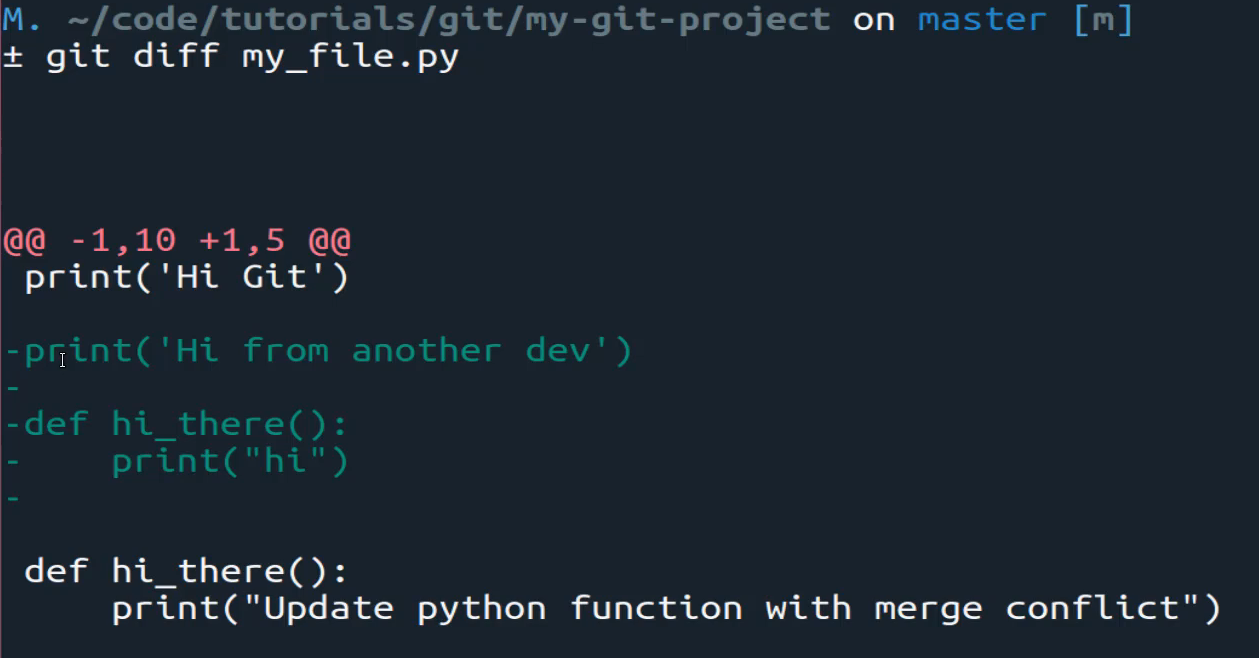 M. ~/code/tutorials/git/my-git-project on master [m]
± git diff my_file.py
@@ -1,10 +1,5 @@
 print('Hi Git')
-print('Hi from another dev')
-
-def hi_there():
-    print("hi")
-
 def hi_there():
     print("Update python function with merge conflict")